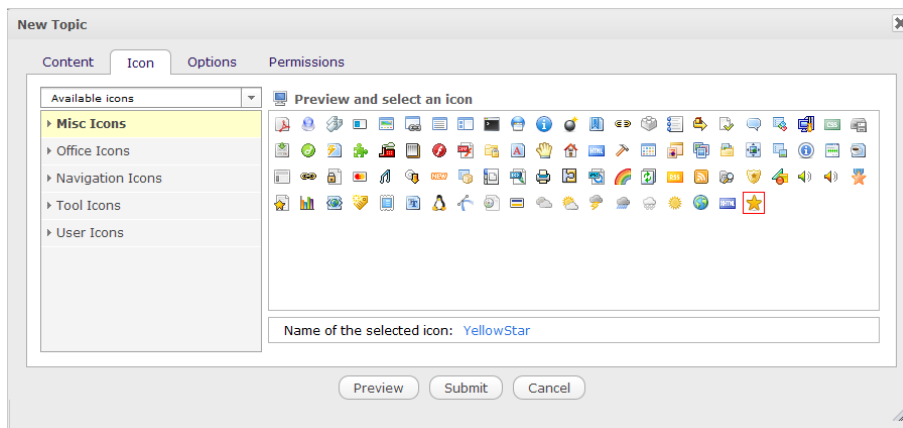 New Topic
Content Icon Options Permissions
Available icons
Preview and select an icon
Misc Icons
Office Icons
Navigation Icons
Tool Icons
User Icons
Name of the selected icon: YellowStar
Preview Submit Cancel